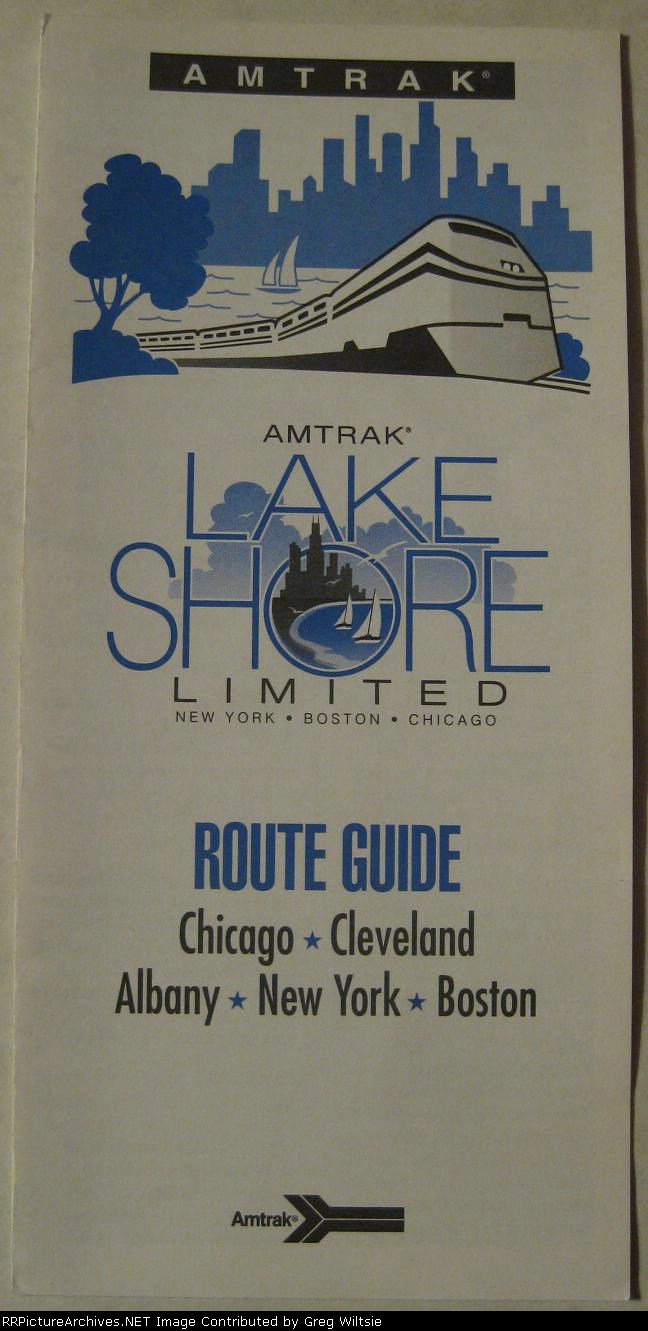 AMTRAK®
AMTRAK®
LAKE
SHORE
LIMITED
NEW YORK • BOSTON • CHICAGO
ROUTE GUIDE
Chicago ★ Cleveland
Albany ★ New York ★ Boston
Amtrak®
RRPictureArchives.NET Image Contributed by Greg Wiltsie